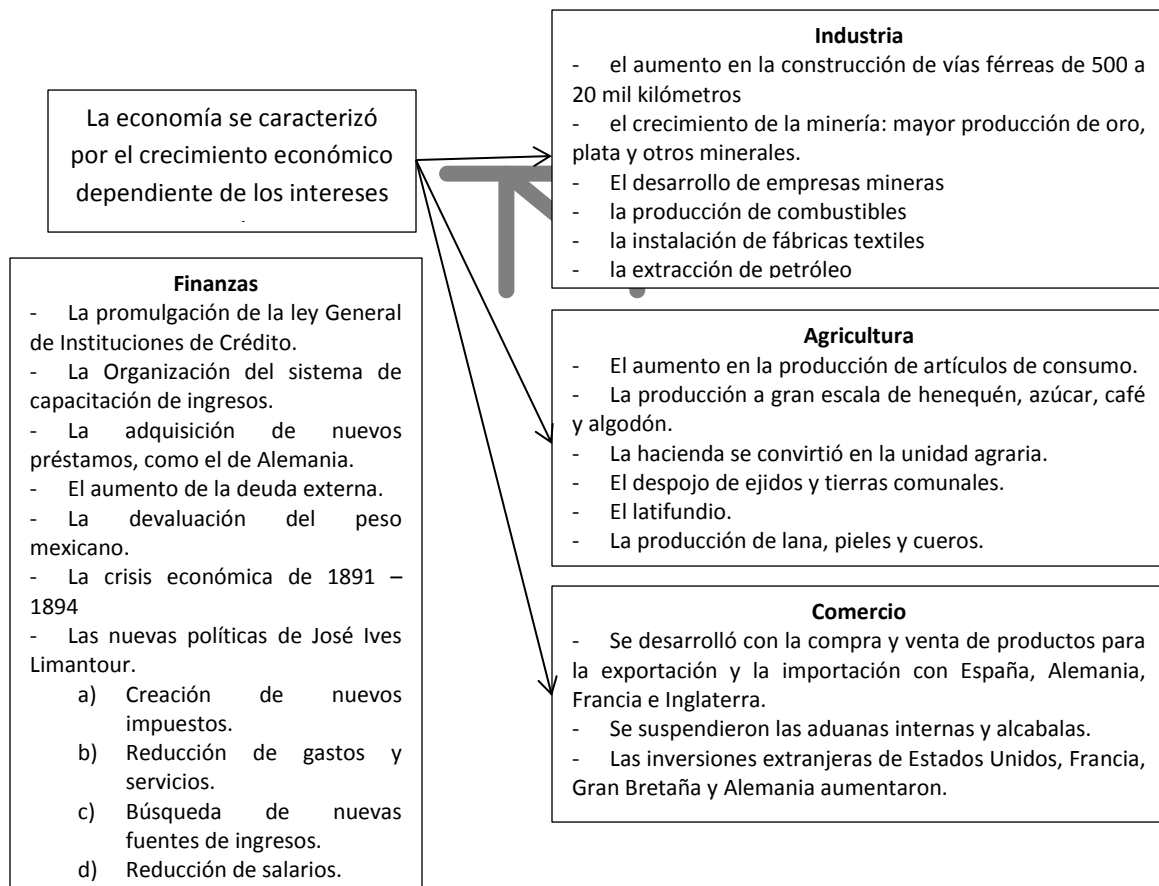 La economía se caracterizó
por el crecimiento económico
dependiente de los intereses
Finanzas
- La promulgación de la ley General
de Instituciones de Crédito.
- La Organización del sistema de
capacitación de ingresos.
- La adquisición de nuevos
préstamos, como el de Alemania.
- El aumento de la deuda externa.
- La devaluación del peso
mexicano.
- La crisis económica de 1891 –
1894
- Las nuevas políticas de José Ives
Limantour.
a) Creación de nuevos
impuestos.
b) Reducción de gastos y
servicios.
c) Búsqueda de nuevas
fuentes de ingresos.
d) Reducción de salarios.
Industria
- el aumento en la construcción de vías férreas de 500 a
20 mil kilómetros
- el crecimiento de la minería: mayor producción de oro,
plata y otros minerales.
- El desarrollo de empresas mineras
- la producción de combustibles
- la instalación de fábricas textiles
- la extracción de petróleo
Agricultura
- El aumento en la producción de artículos de consumo.
- La producción a gran escala de henequén, azúcar, café
y algodón.
- La hacienda se convirtió en la unidad agraria.
- El despojo de ejidos y tierras comunales.
- El latifundio.
- La producción de lana, pieles y cueros.
Comercio
- Se desarrolló con la compra y venta de productos para
la exportación y la importación con España, Alemania,
Francia e Inglaterra.
- Se suspendieron las aduanas internas y alcabalas.
- Las inversiones extranjeras de Estados Unidos, Francia,
Gran Bretaña y Alemania aumentaron.